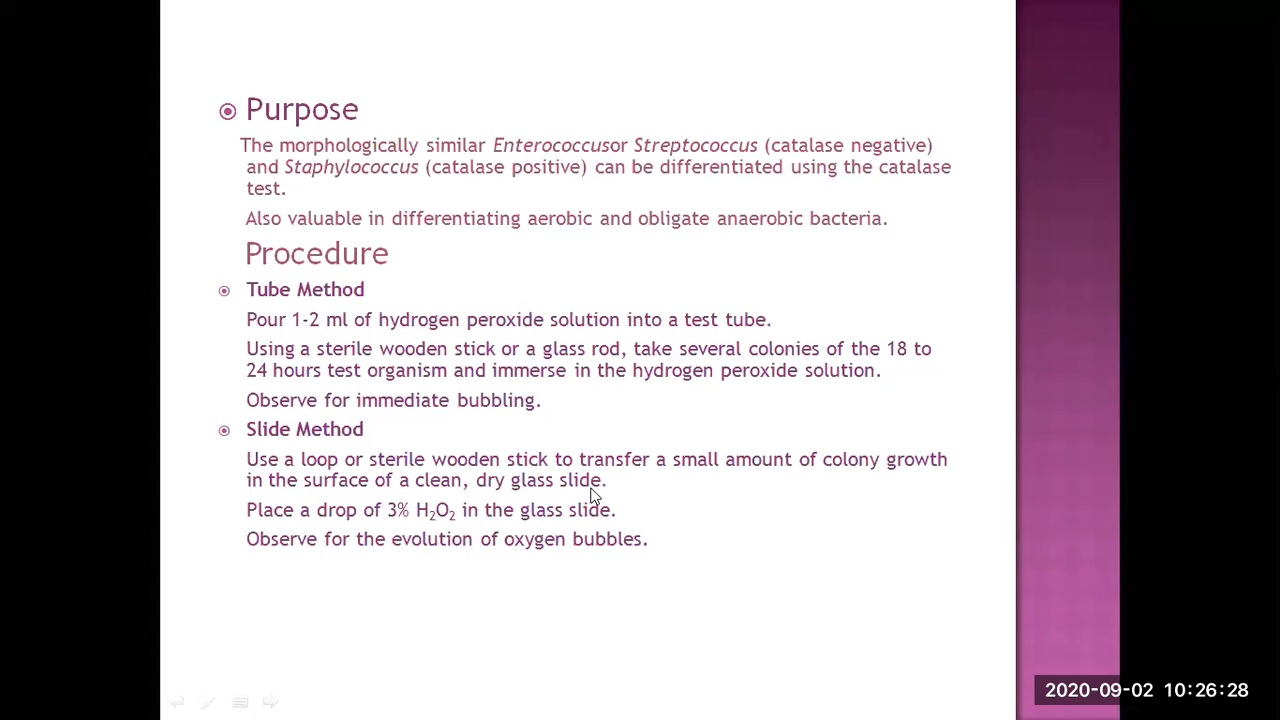 Purpose
The morphologically similar Enterococcusor Streptococcus (catalase negative)
and Staphylococcus (catalase positive) can be differentiated using the catalase
test.
Also valuable in differentiating aerobic and obligate anaerobic bacteria.
Procedure
Tube Method
Pour 1-2 ml of hydrogen peroxide solution into a test tube.
Using a sterile wooden stick or a glass rod, take several colonies of the 18 to
24 hours test organism and immerse in the hydrogen peroxide solution.
Observe for immediate bubbling.
Slide Method
Use a loop or sterile wooden stick to transfer a small amount of colony growth
in the surface of a clean, dry glass slide.
Place a drop of 3% H₂O₂ in the glass slide.
Observe for the evolution of oxygen bubbles.
2020-09-02 10:26:28